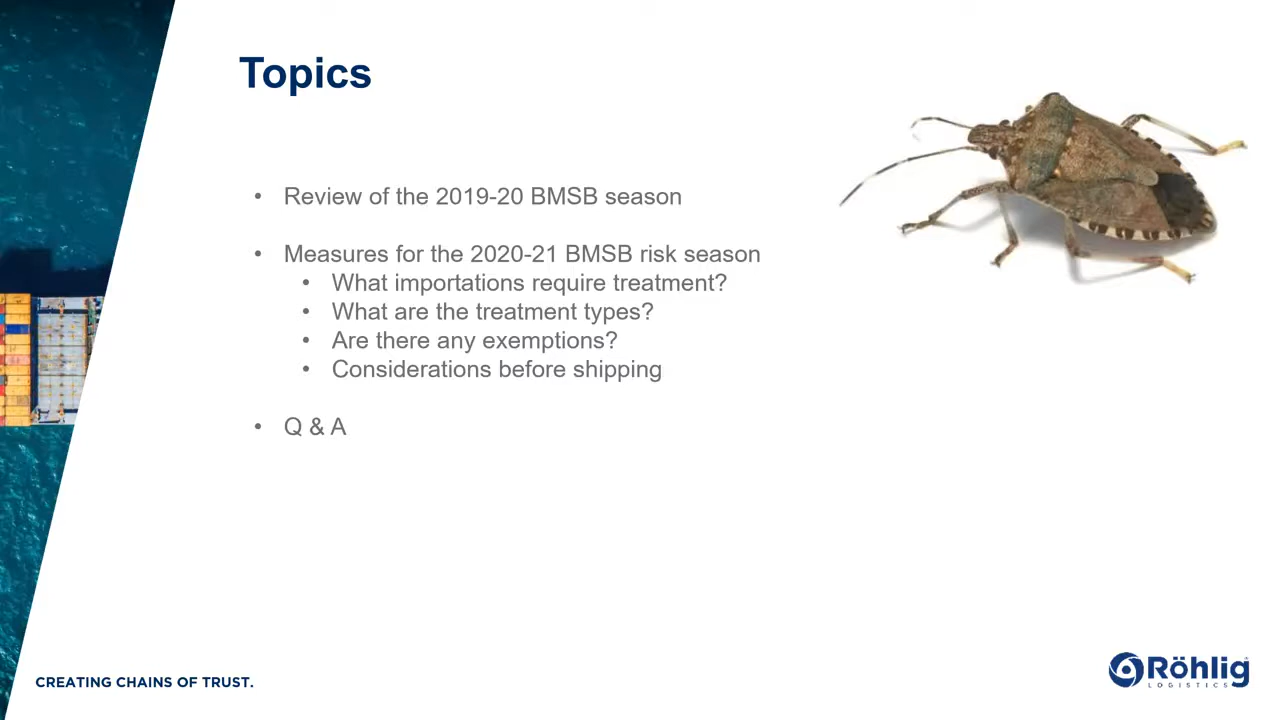 Topics
• Review of the 2019-20 BMSB season
• Measures for the 2020-21 BMSB risk season
• What importations require treatment?
• What are the treatment types?
• Are there any exemptions?
• Considerations before shipping
• Q & A
CREATING CHAINS OF TRUST.
Röhlig
LOGISTICS